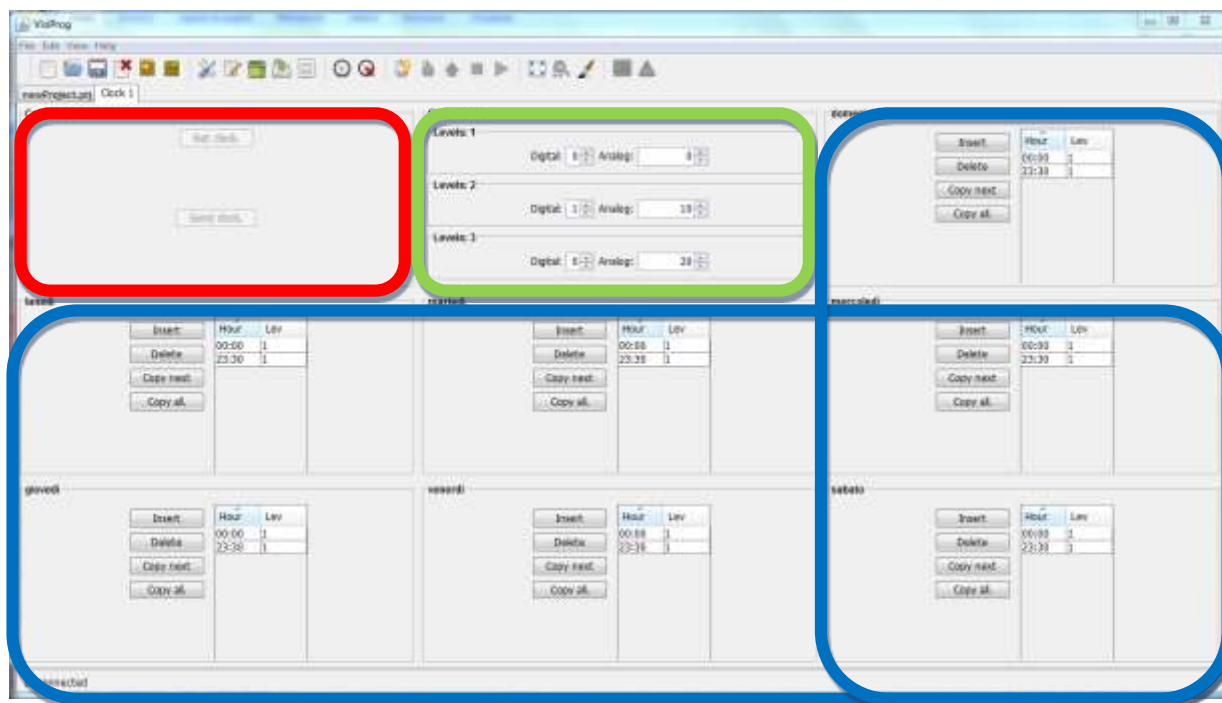 VisProg
File Edit View Help
newProject.prj Clock 1
Get clock.
Send clock.
Levels: 1
Digital: Analog:
Levels: 2
Digital: 1 Analog: 10
Levels: 3
Digital: Analog: 20
Insert Hour Lev
00:00 1
Delete 23:30 1
Copy next
Copy all.
lunedì martedì mercoledì
Insert Hour Lev Insert Hour Lev Insert Hour Lev
00:00 1 00:00 1 00:00 1
Delete 23:30 1 Delete 23:30 1 Delete 23:30 1
Copy next Copy next Copy next
Copy all. Copy all. Copy all.
giovedì venerdì sabato
Insert Hour Lev Insert Hour Lev Insert Hour Lev
00:00 1 00:00 1 00:00 1
Delete 23:30 1 Delete 23:30 1 Delete 23:30 1
Copy next Copy next Copy next
Copy all. Copy all. Copy all.